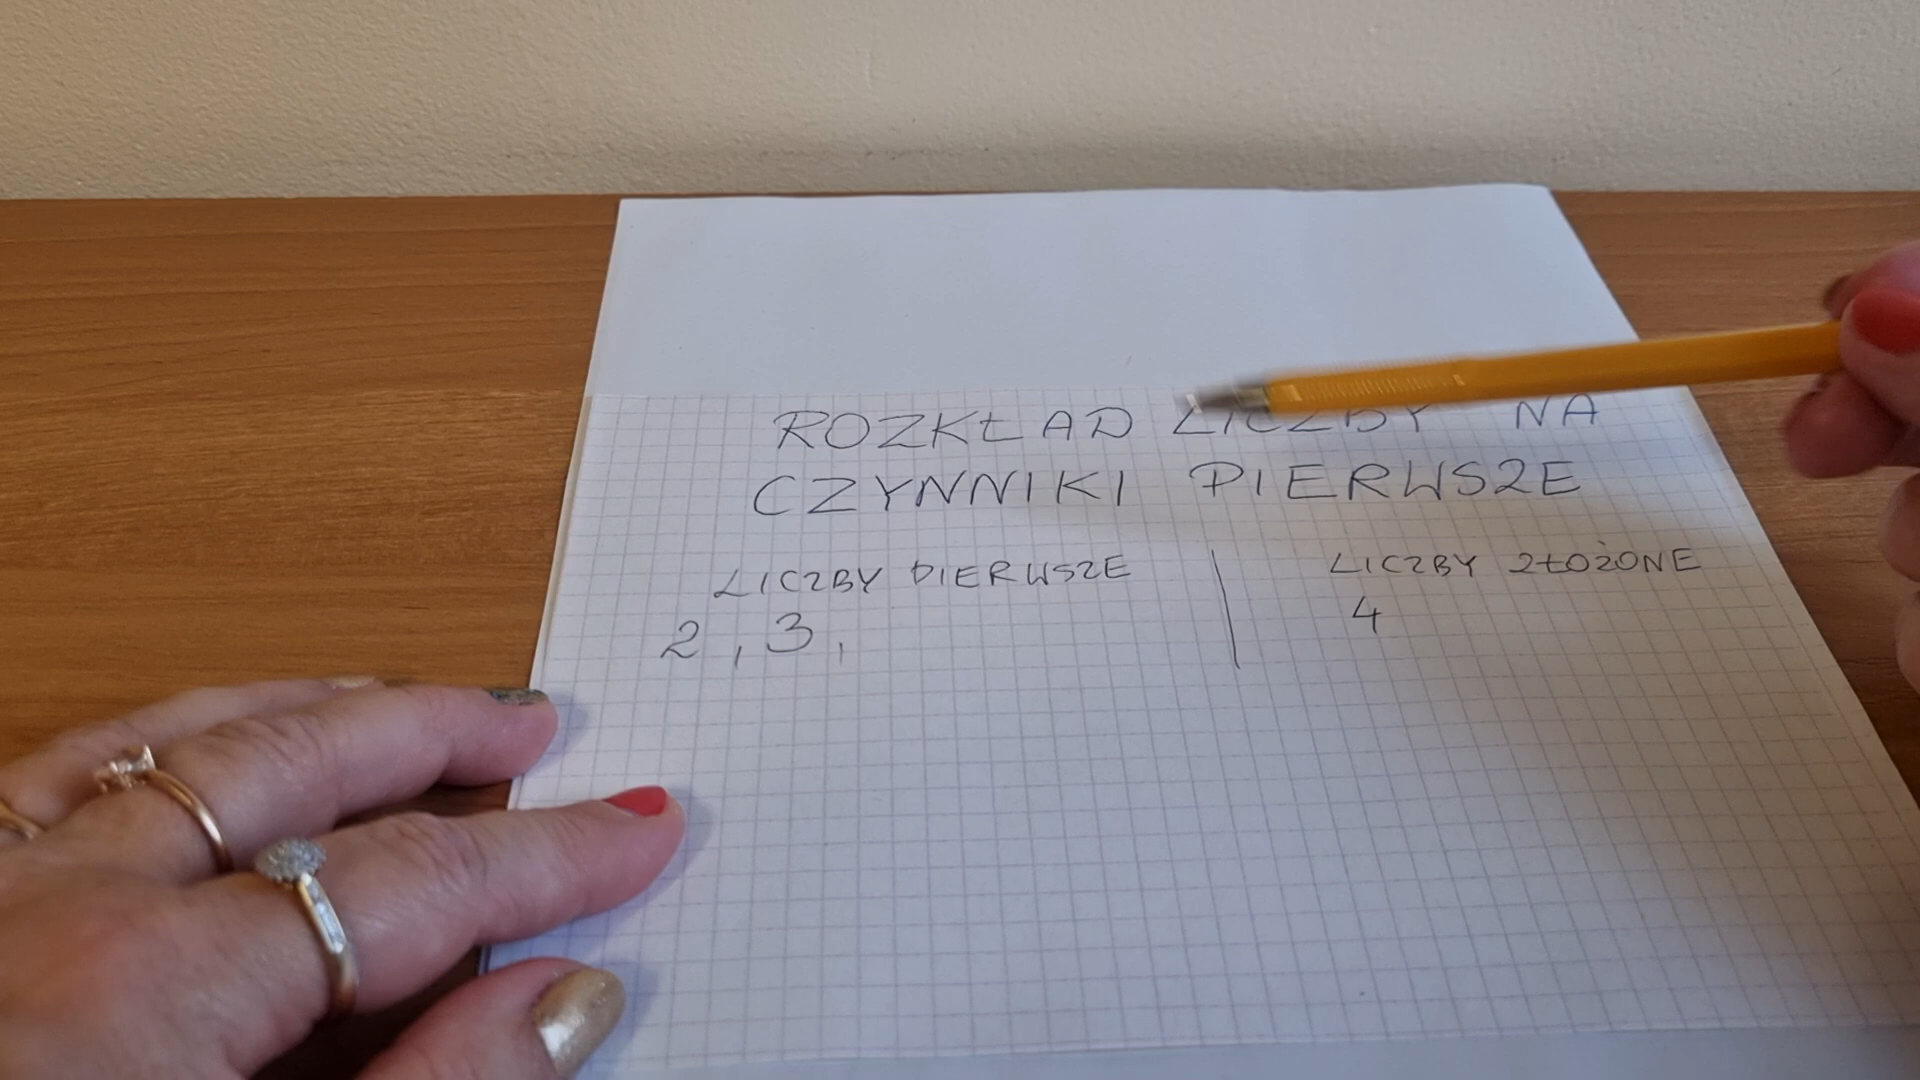 ROZKŁAD LICZBY NA
CZYNNIKI PIERWSZE
LICZBY PIERWSZE | LICZBY ZŁOŻONE
2, 3, 4